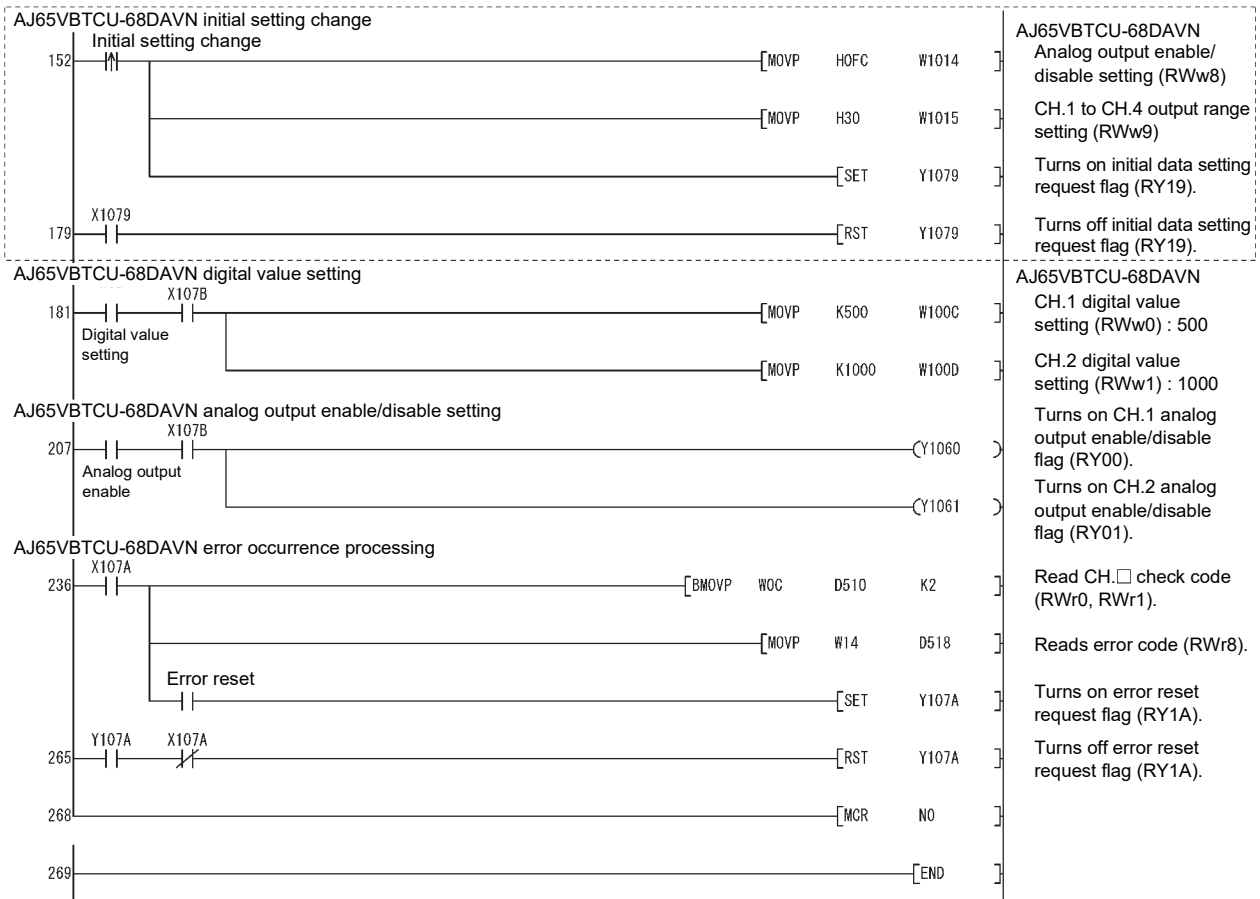 AJ65VBTCU-68DAVN initial setting change
Initial setting change
152 MOVP H0FC W1014
AJ65VBTCU-68DAVN
Analog output enable/
disable setting (RWw8)
MOVP H30 W1015
CH.1 to CH.4 output range
setting (RWw9)
SET Y1079
Turns on initial data setting
request flag (RY19).
X1079
179 RST Y1079
Turns off initial data setting
request flag (RY19).
AJ65VBTCU-68DAVN digital value setting
X107B
181 MOVP K500 W100C
Digital value
setting
AJ65VBTCU-68DAVN
CH.1 digital value
setting (RWw0) : 500
MOVP K1000 W100D
CH.2 digital value
setting (RWw1) : 1000
AJ65VBTCU-68DAVN analog output enable/disable setting
X107B
207 Y1060
Analog output
enable
Turns on CH.1 analog
output enable/disable
flag (RY00).
Y1061
Turns on CH.2 analog
output enable/disable
flag (RY01).
AJ65VBTCU-68DAVN error occurrence processing
X107A
236 BMOVP W0C D510 K2
Read CH.□ check code
(RWr0, RWr1).
MOVP W14 D518
Reads error code (RWr8).
Error reset
SET Y107A
Turns on error reset
request flag (RY1A).
Y107A X107A
265 RST Y107A
Turns off error reset
request flag (RY1A).
268 MCR N0
269 END